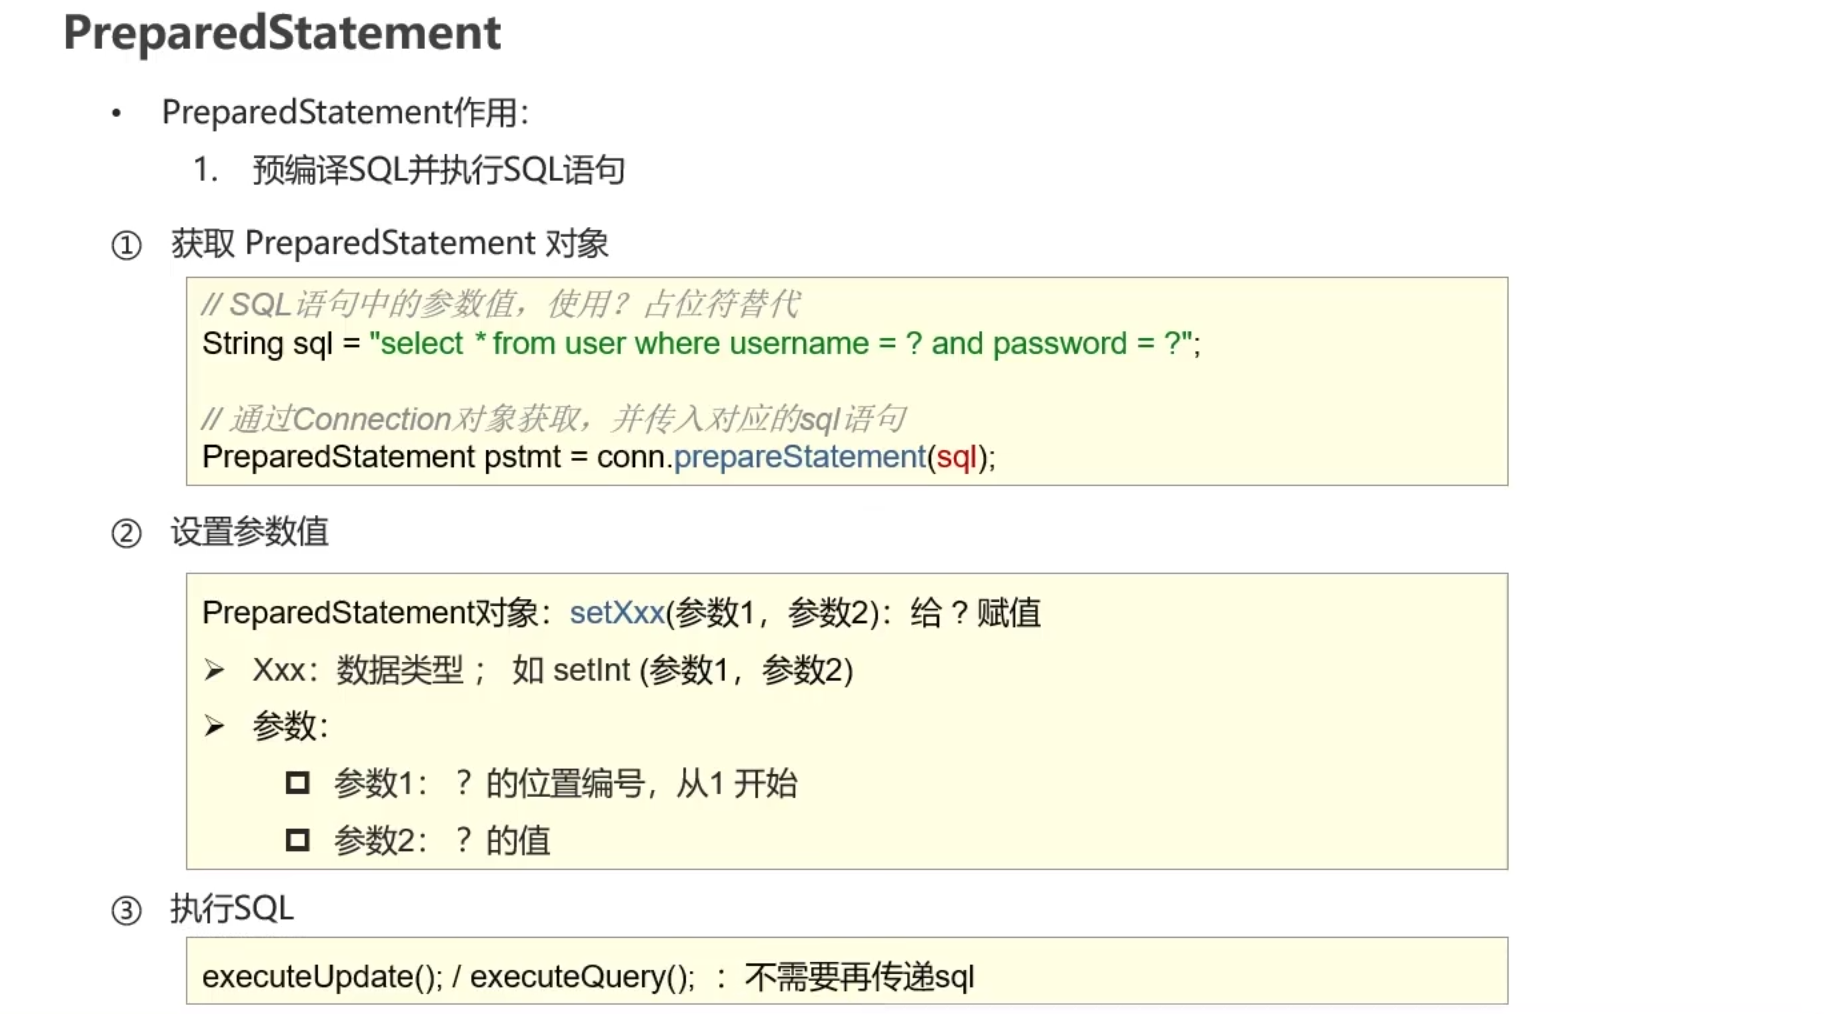 PreparedStatement
• PreparedStatement作用：
1. 预编译SQL并执行SQL语句
① 获取 PreparedStatement 对象
// SQL语句中的参数值，使用？占位符替代
String sql = "select * from user where username = ? and password = ?";
// 通过Connection对象获取，并传入对应的sql语句
PreparedStatement pstmt = conn.prepareStatement(sql);
② 设置参数值
PreparedStatement对象：setXxx(参数1，参数2)：给 ? 赋值
➢ Xxx：数据类型 ； 如 setInt (参数1，参数2)
➢ 参数：
参数1： ？的位置编号，从1 开始
参数2： ？的值
③ 执行SQL
executeUpdate(); / executeQuery(); ：不需要再传递sql